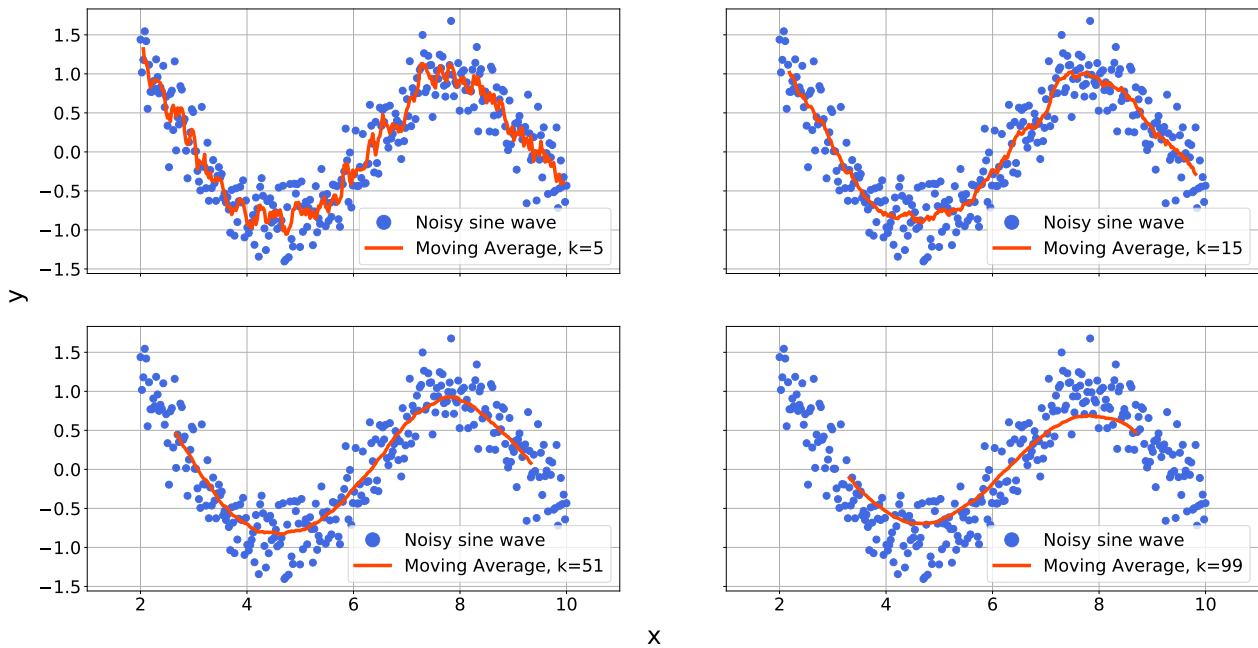 1.5
1.0
0.5
0.0
−0.5
−1.0
−1.5
Noisy sine wave
Moving Average, k=5
Noisy sine wave
Moving Average, k=15
y
1.5
1.0
0.5
0.0
−0.5
−1.0
−1.5
Noisy sine wave
Moving Average, k=51
2 4 6 8 10
Noisy sine wave
Moving Average, k=99
2 4 6 8 10
x